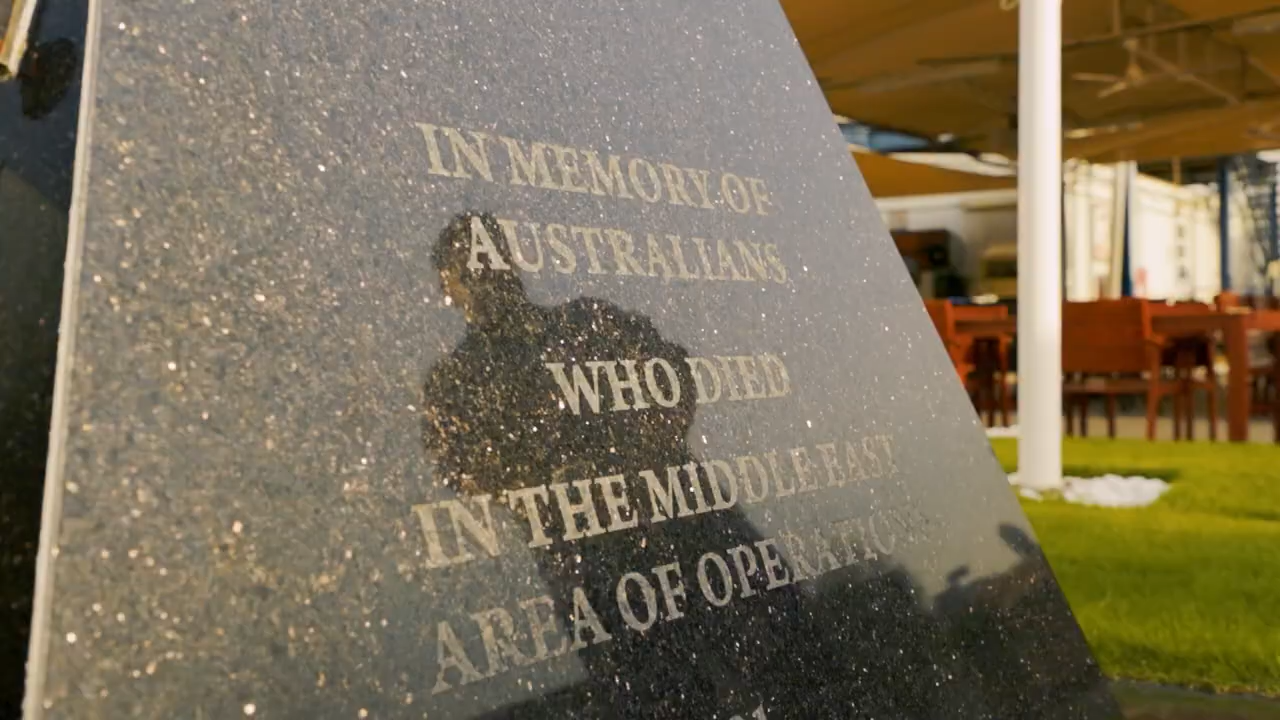 IN MEMORY OF
AUSTRALIANS
WHO DIED
IN THE MIDDLE EAST
AREA OF OPERATIONS